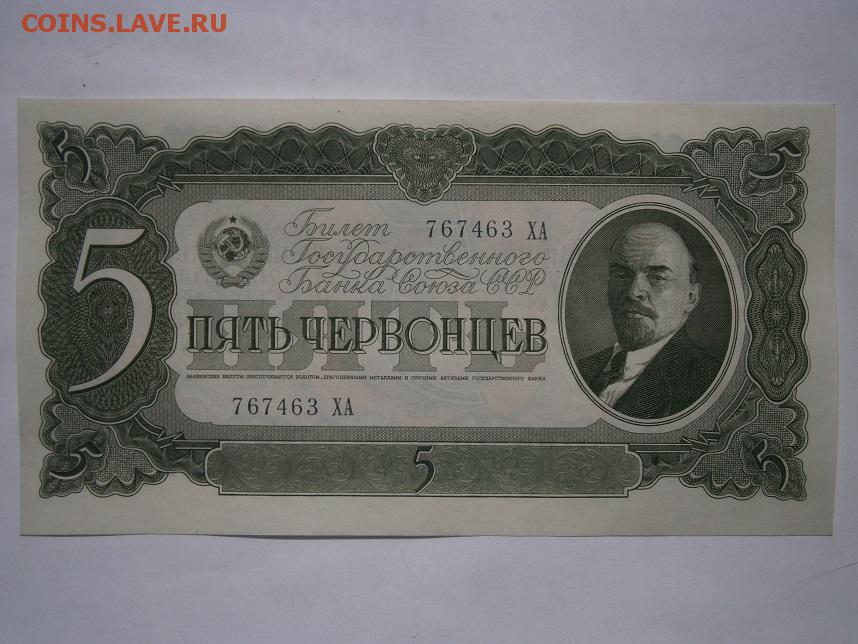 COINS.LAVE.RU
5 5
Билет 767463 ХА
Государственного
Банка Союза ССР
5
ПЯТЬ
ПЯТЬ ЧЕРВОНЦЕВ
БАНКОВСКИЕ БИЛЕТЫ ОБЕСПЕЧИВАЮТСЯ ЗОЛОТОМ, ДРАГОЦЕННЫМИ МЕТАЛЛАМИ И ПРОЧИМИ АКТИВАМИ ГОСУДАРСТВЕННОГО БАНКА
767463 ХА
5 5 5